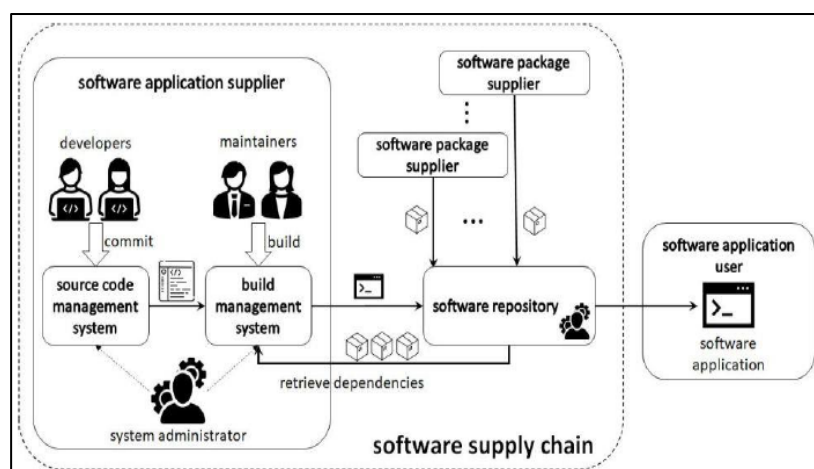 software application supplier
developers
maintainers
commit
build
source code
management
system
build
management
system
system administrator
software package
supplier
software package
supplier
...
...
software repository
retrieve dependencies
software supply chain
software application
user
software
application